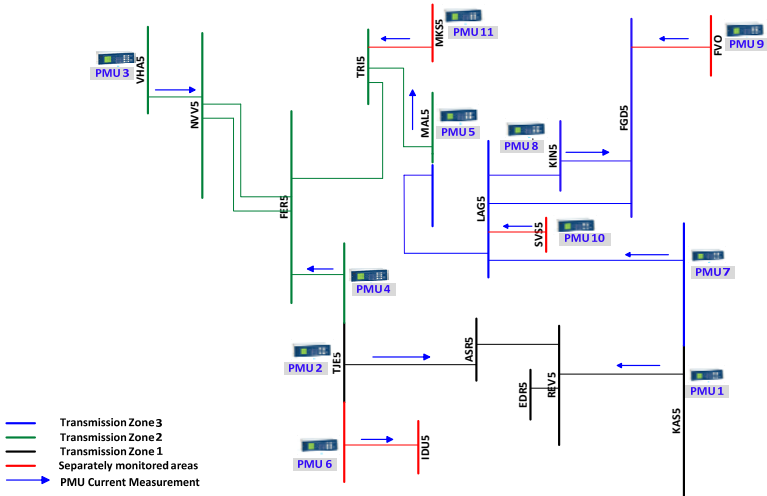 MKS5
PMU 11
PMU 3
VHA5
NVV5
TRI5
MAL5
PMU 5
PMU 8
KIN5
FGD5
FVO
PMU 9
FER5
LAG5
SVS5
PMU 10
PMU 4
PMU 7
PMU 2
TJE5
ASR5
EDR5
REV5
PMU 1
KAS5
PMU 6
IDU5
Transmission Zone 3
Transmission Zone 2
Transmission Zone 1
Separately monitored areas
PMU Current Measurement